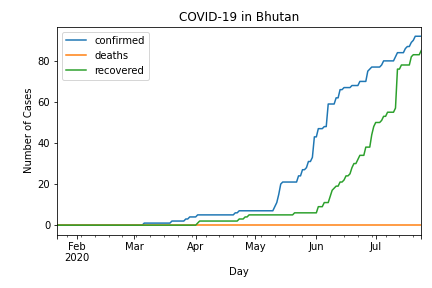 COVID-19 in Bhutan
confirmed
deaths
recovered
Number of Cases
80
60
40
20
0
Feb Mar Apr May Jun Jul
2020
Day